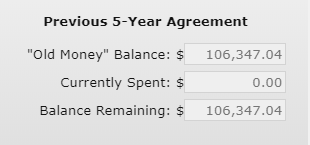 Previous 5-Year Agreement
"Old Money" Balance: $ 106,347.04
Currently Spent: $ 0.00
Balance Remaining: $ 106,347.04